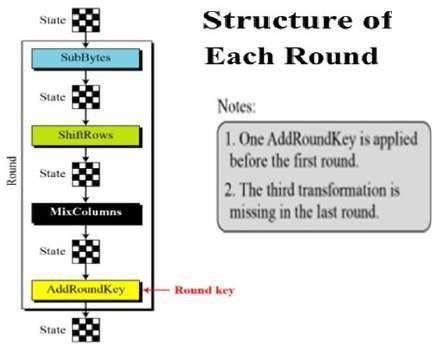 Structure of
Each Round
State
SubBytes
State
ShiftRows
State
MixColumns
State
AddRoundKey
Round key
State
Round
Notes:
1. One AddRoundKey is applied
before the first round.
2. The third transformation is
missing in the last round.